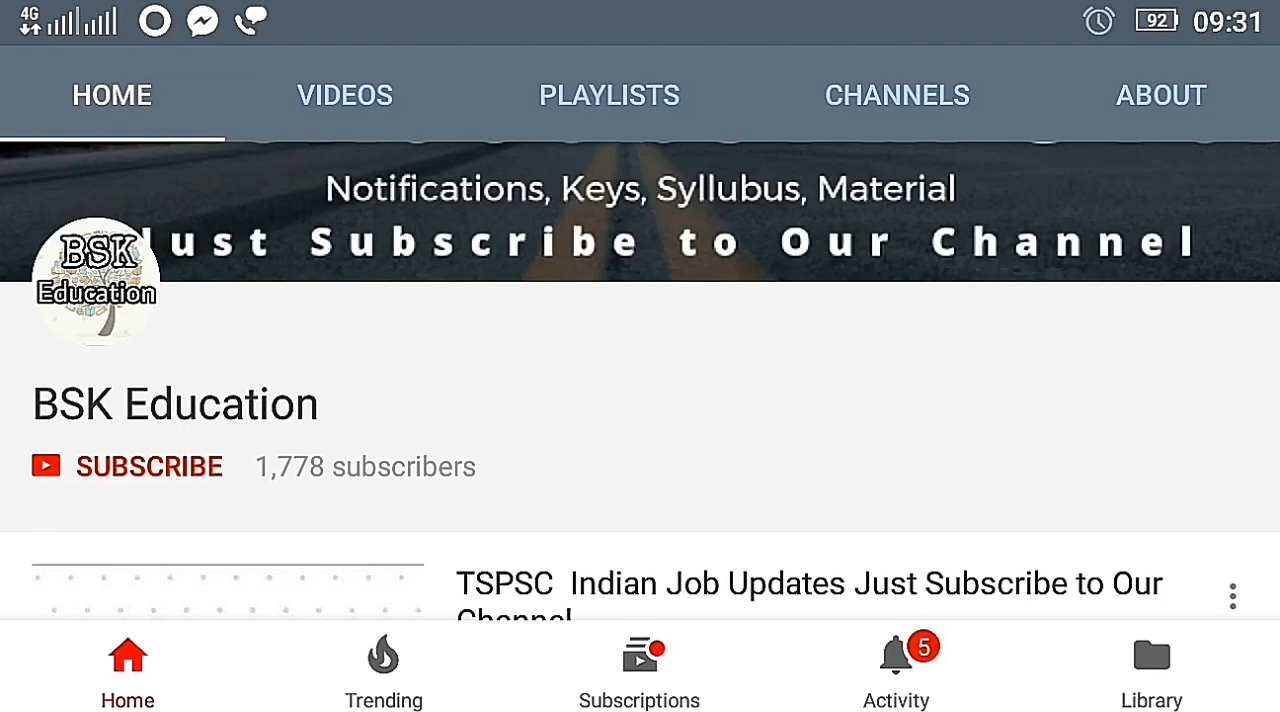 4G 92 09:31
HOME VIDEOS PLAYLISTS CHANNELS ABOUT
Notifications, Keys, Syllubus, Material
Just Subscribe to Our Channel
BSK
Education
BSK Education
SUBSCRIBE 1,778 subscribers
TSPSC Indian Job Updates Just Subscribe to Our
Channel
5
Home Trending Subscriptions Activity Library